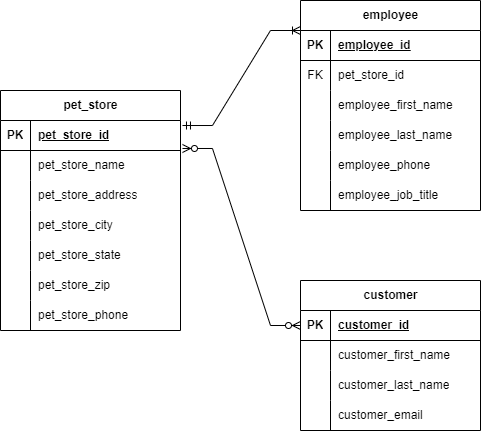 employee
PK employee_id
FK pet_store_id
employee_first_name
employee_last_name
employee_phone
employee_job_title
pet_store
PK pet_store_id
pet_store_name
pet_store_address
pet_store_city
pet_store_state
pet_store_zip
pet_store_phone
customer
PK customer_id
customer_first_name
customer_last_name
customer_email